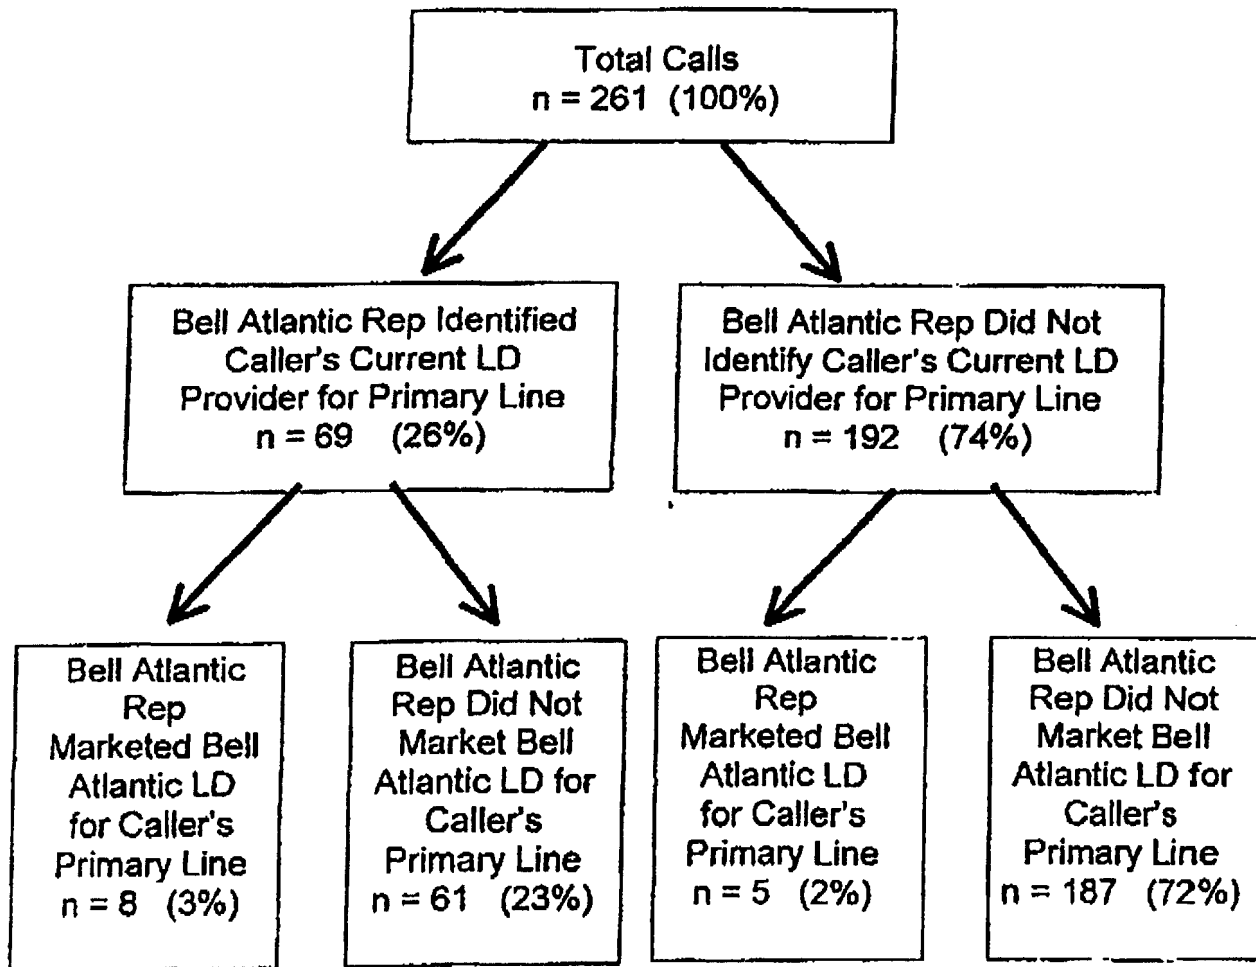 Total Calls
n = 261 (100%)
Bell Atlantic Rep Identified
Caller's Current LD
Provider for Primary Line
n = 69 (26%)
Bell Atlantic Rep Did Not
Identify Caller's Current LD
Provider for Primary Line
n = 192 (74%)
Bell Atlantic
Rep
Marketed Bell
Atlantic LD
for Caller's
Primary Line
n = 8 (3%)
Bell Atlantic
Rep Did Not
Market Bell
Atlantic LD for
Caller's
Primary Line
n = 61 (23%)
Bell Atlantic
Rep
Marketed Bell
Atlantic LD
for Caller's
Primary Line
n = 5 (2%)
Bell Atlantic
Rep Did Not
Market Bell
Atlantic LD for
Caller's
Primary Line
n = 187 (72%)